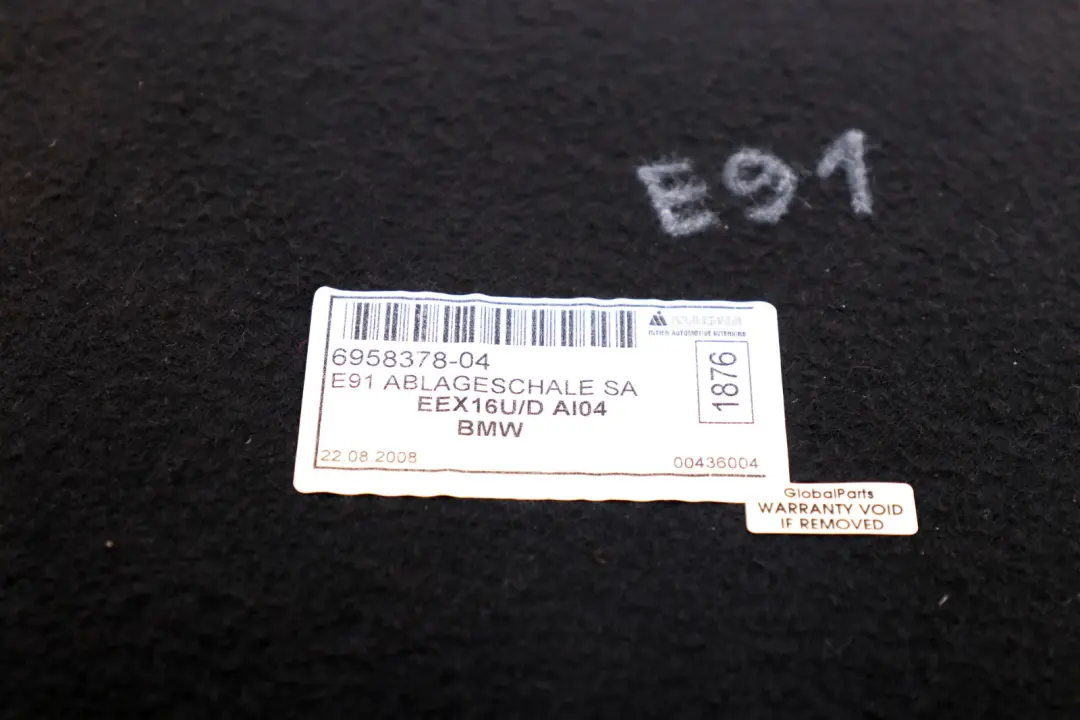 E91
MAGNA
6958378-04
1876
E91 ABLAGESCHALE SA
EEX16U/D AI04
BMW
22.08.2008
00436004
GlobalParts
WARRANTY VOID
IF REMOVED